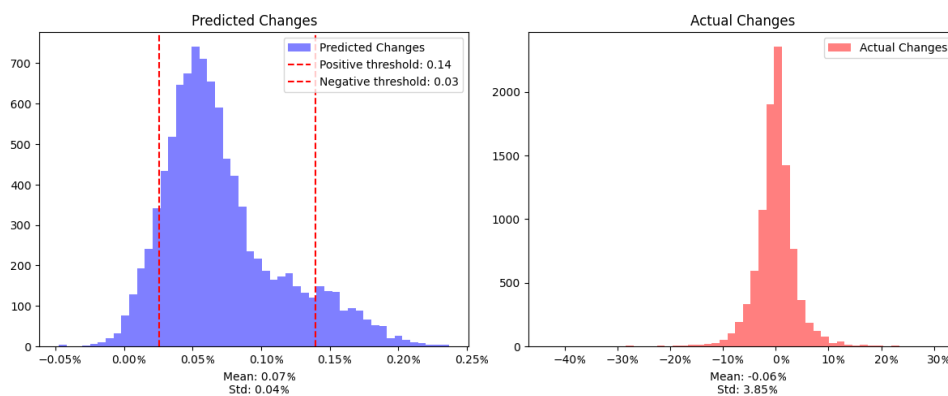 Predicted Changes
Predicted Changes
Positive threshold: 0.14
Negative threshold: 0.03
700
600
500
400
300
200
100
0
−0.05% 0.00% 0.05% 0.10% 0.15% 0.20% 0.25%
Mean: 0.07%
Std: 0.04%
Actual Changes
Actual Changes
2000
1500
1000
500
0
−40% −30% −20% −10% 0% 10% 20% 30%
Mean: -0.06%
Std: 3.85%